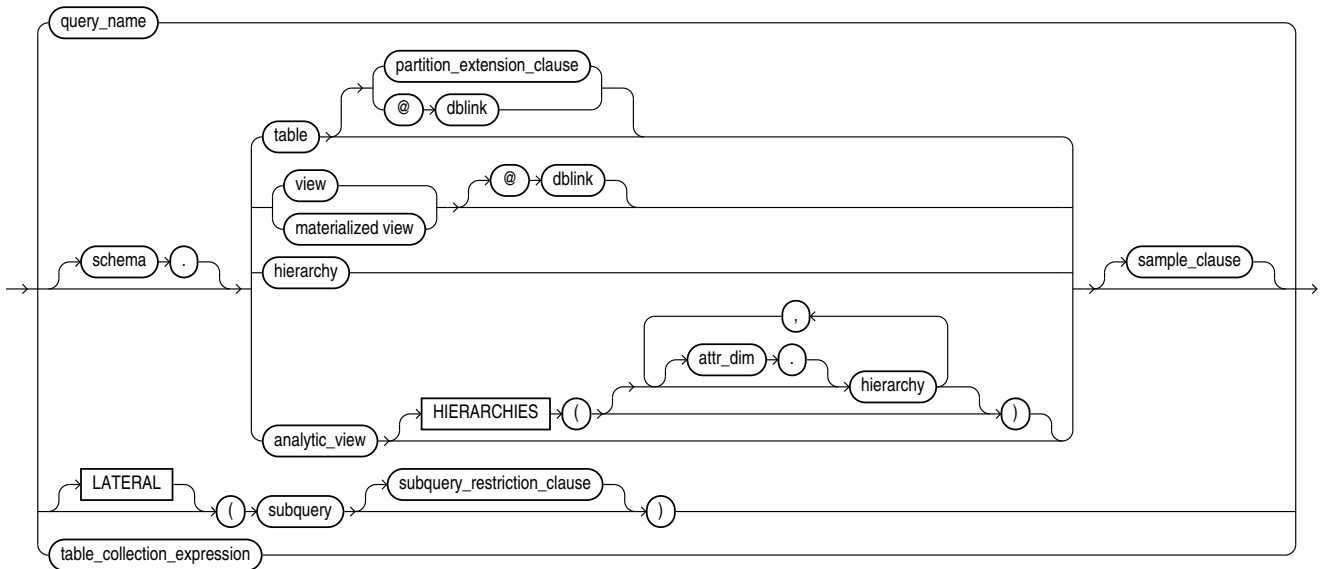 query_name
partition_extension_clause
@ dblink
table
view @ dblink
materialized view
schema . hierarchy sample_clause
,
attr_dim .
hierarchy
HIERARCHIES ( )
analytic_view
LATERAL subquery_restriction_clause
( subquery )
table_collection_expression